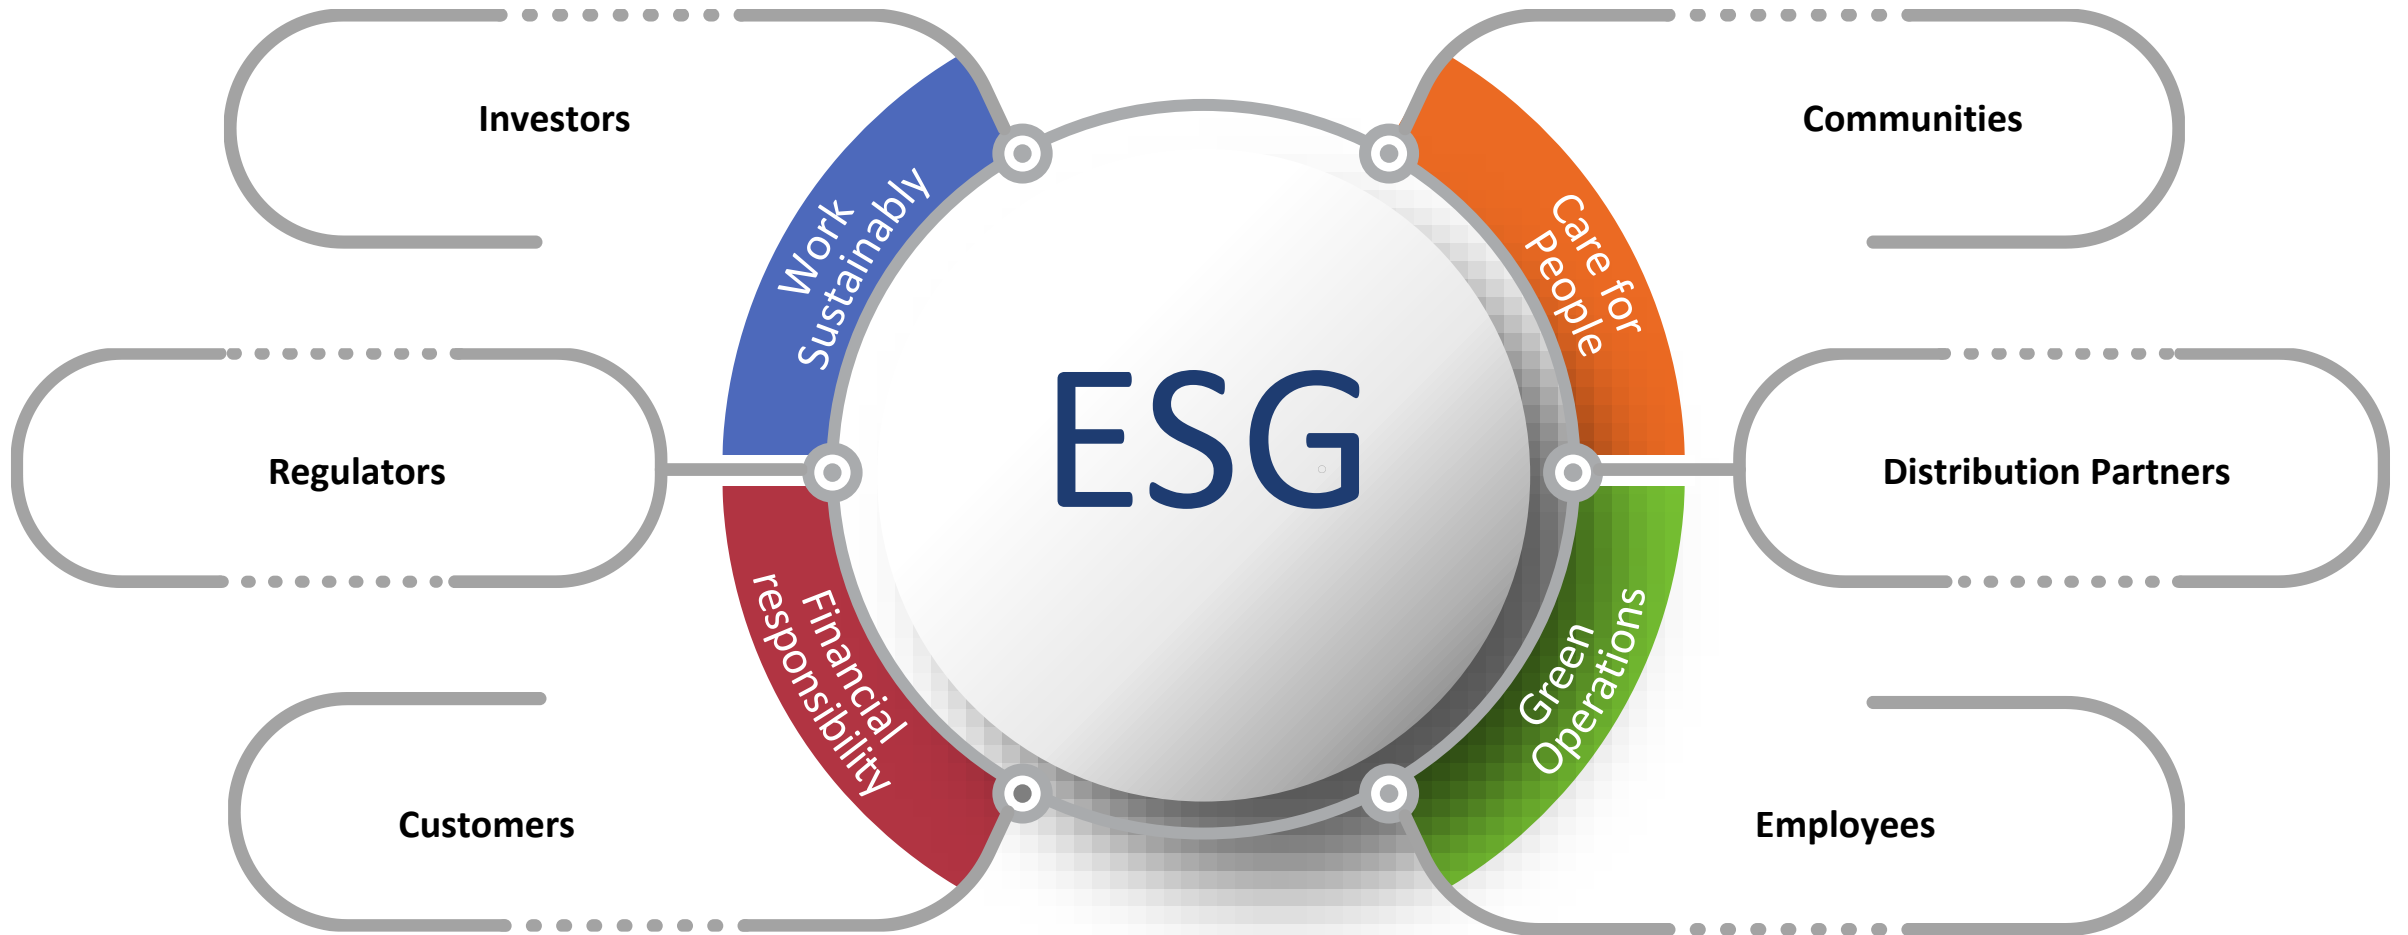 Investors
Communities
Work
Sustainably
Care for
People
ESG
Regulators
Distribution Partners
Financial
responsibility
Green
Operations
Customers
Employees